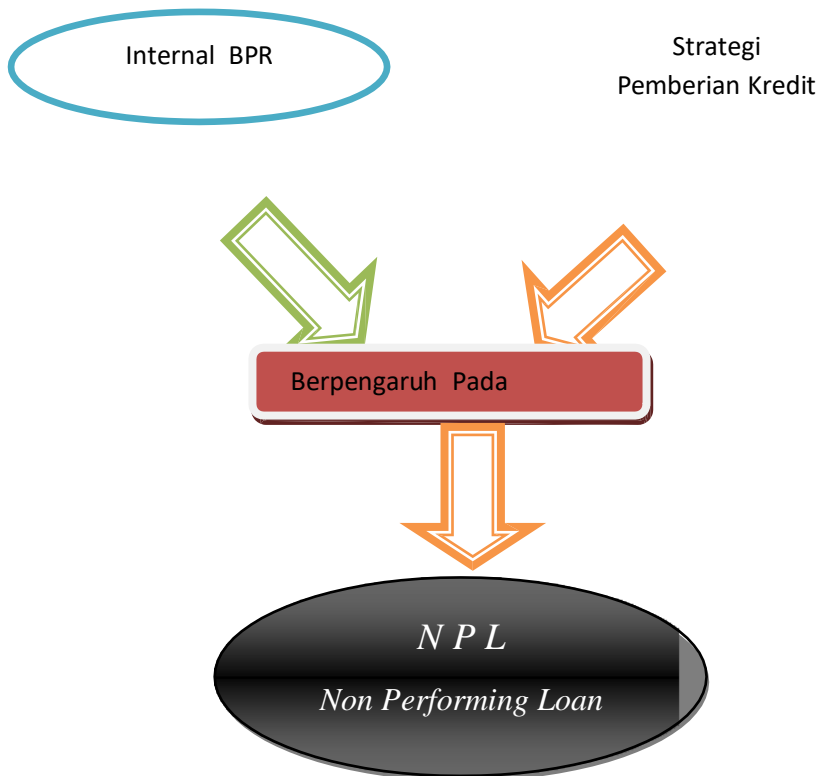 Internal BPR
Strategi
Pemberian Kredit
Berpengaruh Pada
N P L
Non Performing Loan